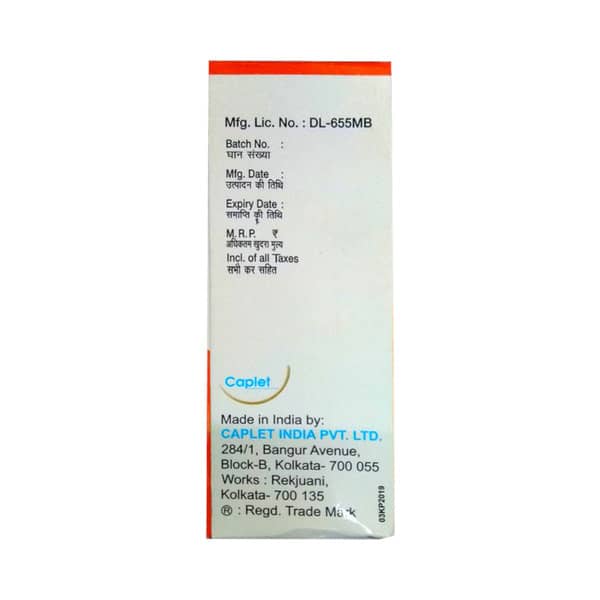 Mfg. Lic. No. : DL-655MB
Batch No. :
घान संख्या
Mfg. Date :
उत्पादन की तिथि
Expiry Date :
समाप्ति की तिथि
M.R.P. ₹
अधिकतम खुदरा मुल्य
Incl. of all Taxes
सभी कर सहित
Caplet
Made in India by:
CAPLET INDIA PVT. LTD.
284/1, Bangur Avenue,
Block-B, Kolkata- 700 055
Works : Rekjuani,
Kolkata- 700 135
® : Regd. Trade Mark
03KP2019